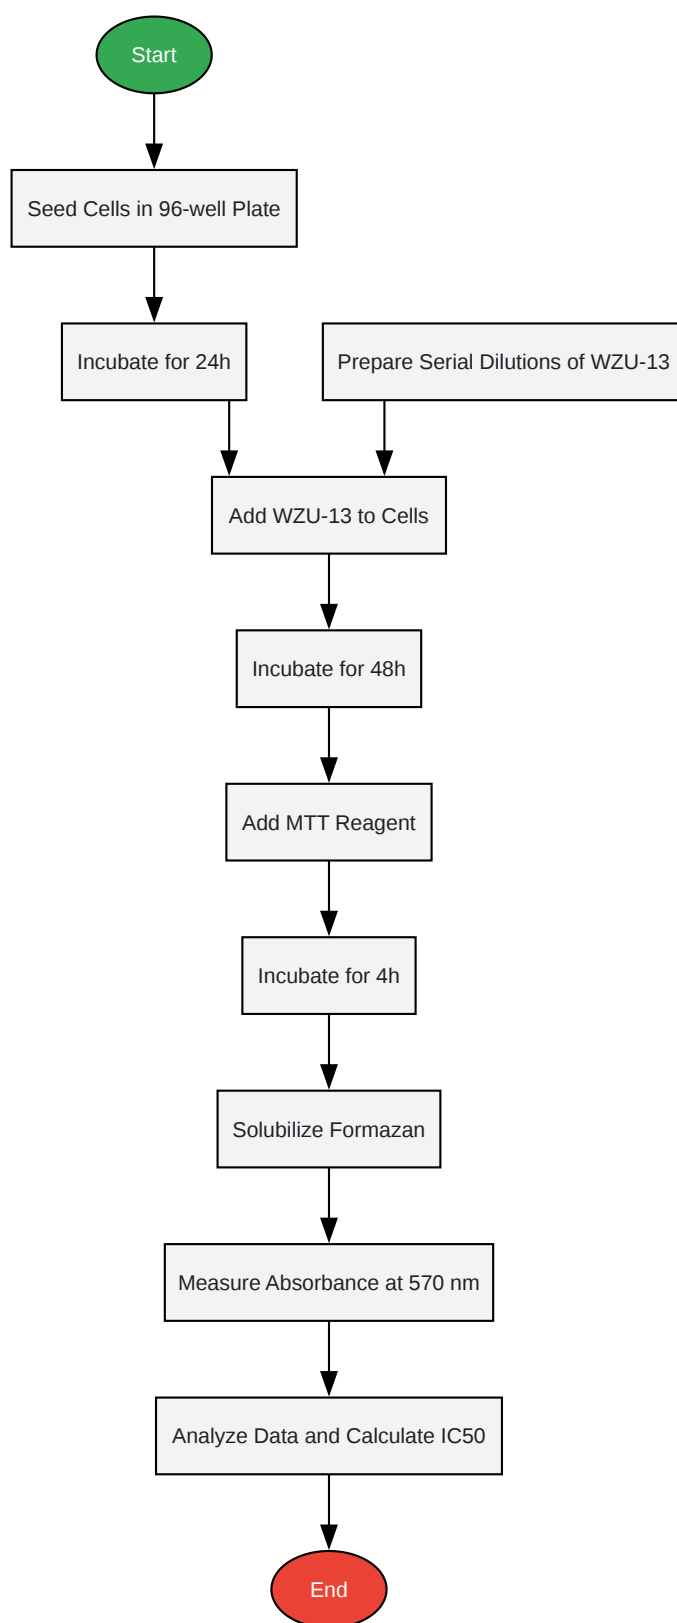 Start
Seed Cells in 96-well Plate
Incubate for 24h
Prepare Serial Dilutions of WZU-13
Add WZU-13 to Cells
Incubate for 48h
Add MTT Reagent
Incubate for 4h
Solubilize Formazan
Measure Absorbance at 570 nm
Analyze Data and Calculate IC50
End